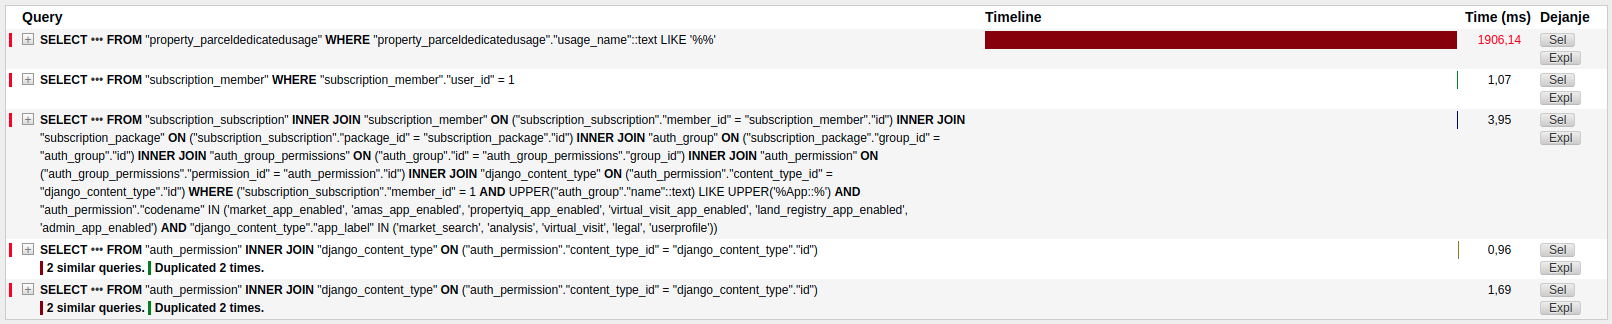 Query Timeline Time (ms) Dejanje
SELECT ••• FROM "property_parceldedicatedusage" WHERE "property_parceldedicatedusage"."usage_name"::text LIKE '%%' 1906,14 Sel
Expl
SELECT ••• FROM "subscription_member" WHERE "subscription_member"."user_id" = 1 1,07 Sel
Expl
SELECT ••• FROM "subscription_subscription" INNER JOIN "subscription_member" ON ("subscription_subscription"."member_id" = "subscription_member"."id") INNER JOIN 3,95 Sel
"subscription_package" ON ("subscription_subscription"."package_id" = "subscription_package"."id") INNER JOIN "auth_group" ON ("subscription_package"."group_id" = Expl
"auth_group"."id") INNER JOIN "auth_group_permissions" ON ("auth_group"."id" = "auth_group_permissions"."group_id") INNER JOIN "auth_permission" ON
("auth_group_permissions"."permission_id" = "auth_permission"."id") INNER JOIN "django_content_type" ON ("auth_permission"."content_type_id" =
"django_content_type"."id") WHERE ("subscription_subscription"."member_id" = 1 AND UPPER("auth_group"."name"::text) LIKE UPPER('%App::%') AND
"auth_permission"."codename" IN ('market_app_enabled', 'amas_app_enabled', 'propertyiq_app_enabled', 'virtual_visit_app_enabled', 'land_registry_app_enabled',
'admin_app_enabled') AND "django_content_type"."app_label" IN ('market_search', 'analysis', 'virtual_visit', 'legal', 'userprofile'))
SELECT ••• FROM "auth_permission" INNER JOIN "django_content_type" ON ("auth_permission"."content_type_id" = "django_content_type"."id") 0,96 Sel
2 similar queries. Duplicated 2 times. Expl
SELECT ••• FROM "auth_permission" INNER JOIN "django_content_type" ON ("auth_permission"."content_type_id" = "django_content_type"."id") 1,69 Sel
2 similar queries. Duplicated 2 times. Expl